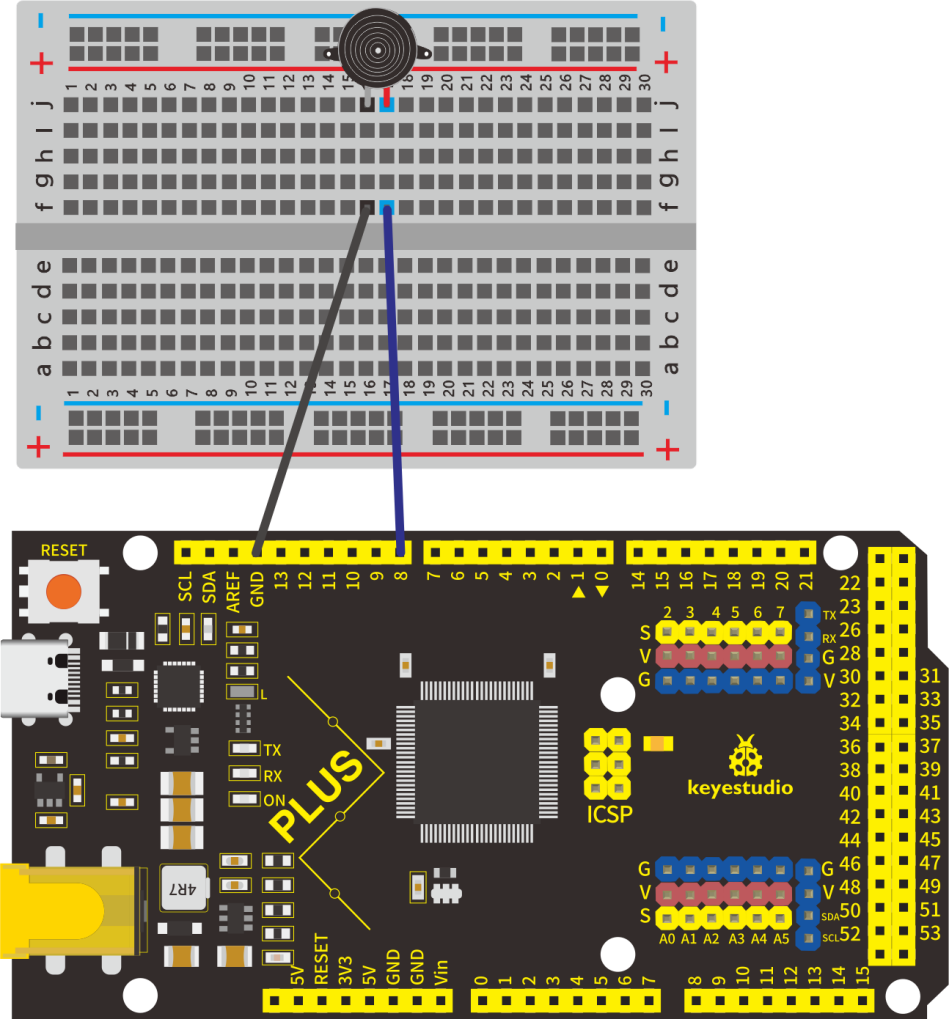 - -
+ +
1 2 3 4 5 6 7 8 9 10 11 12 13 14 15 18 19 20 21 22 23 24 25 26 27 28 29 30
j j
i i
h h
g g
f f
e e
d d
c c
b b
a a
1 2 3 4 5 6 7 8 9 10 11 12 13 14 15 16 17 18 19 20 21 22 23 24 25 26 27 28 29 30
- -
+ +
RESET
SCL SDA AREF GND 13 12 11 10 9 8 7 6 5 4 3 2 1 0 14 15 16 17 18 19 20 21
22
2 3 4 5 6 7 TX 23
S RX 26
V G 28
G V 30 31
32 33
34 35
36 37
38 39
40 41
42 43
44 45
46 47
48 49
50 51
52 53
L
TX
RX
ON
PLUS
ICSP
keyestudio
4R7
G G
V V
S SDA
A0 A1 A2 A3 A4 A5 SCL
5V RESET 3V3 5V GND GND Vin 0 1 2 3 4 5 6 7 8 9 10 11 12 13 14 15